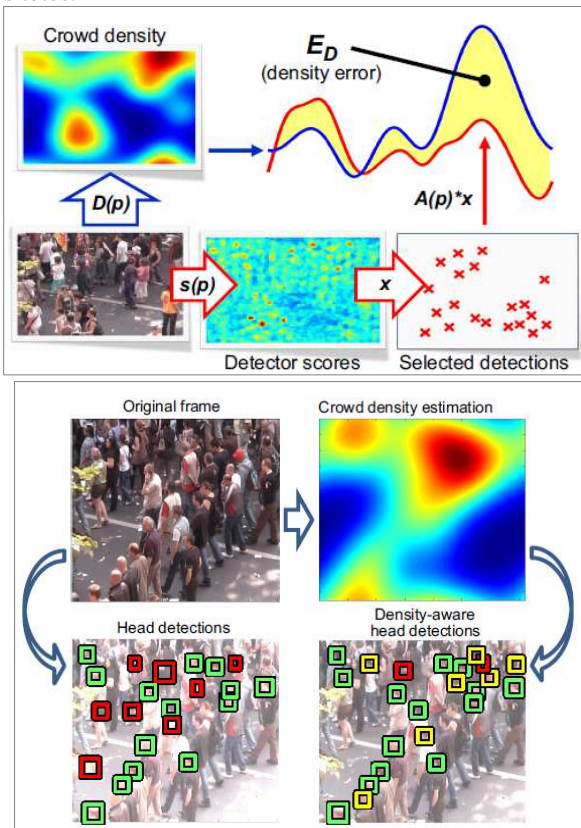 Crowd density
E_D
(density error)
D(p)
A(p)*x
s(p)
x
Detector scores
Selected detections
Original frame
Crowd density estimation
Head detections
Density-aware
head detections